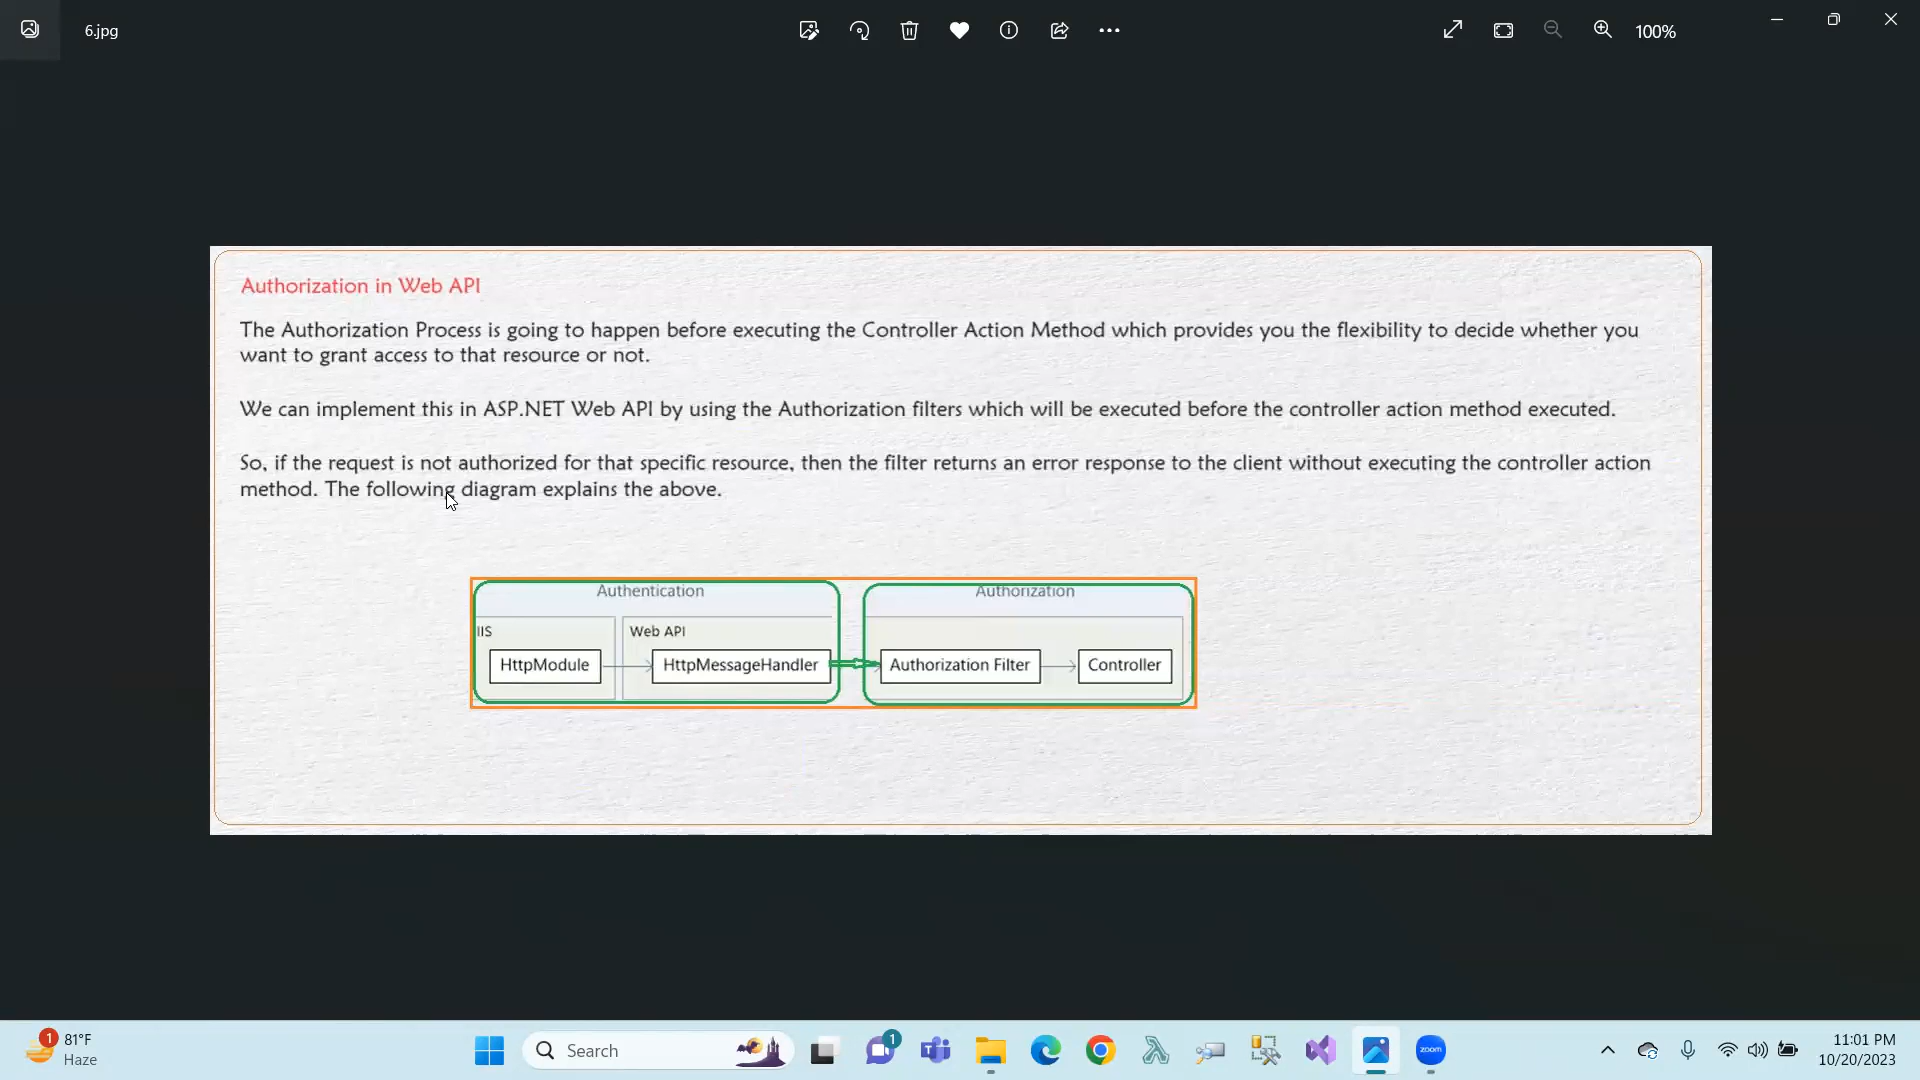 6.jpg
100%
Authorization in Web API
The Authorization Process is going to happen before executing the Controller Action Method which provides you the flexibility to decide whether you
want to grant access to that resource or not.
We can implement this in ASP.NET Web API by using the Authorization filters which will be executed before the controller action method executed.
So, if the request is not authorized for that specific resource, then the filter returns an error response to the client without executing the controller action
method. The following diagram explains the above.
Authentication
Authorization
IIS
Web API
HttpModule
HttpMessageHandler
Authorization Filter
Controller
1
81°F
Haze
Search
1
zoom
11:01 PM
10/20/2023